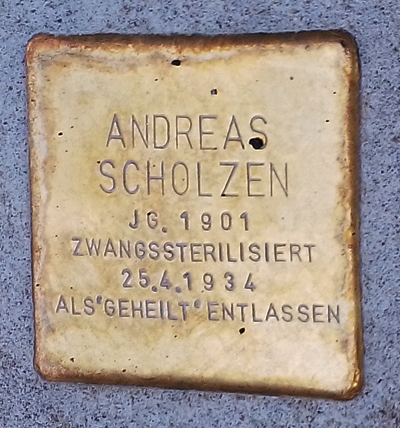 ANDREAS
SCHOLZEN
JG. 1901
ZWANGSSTERILISIERT
25.4.1934
ALS "GEHEILT" ENTLASSEN